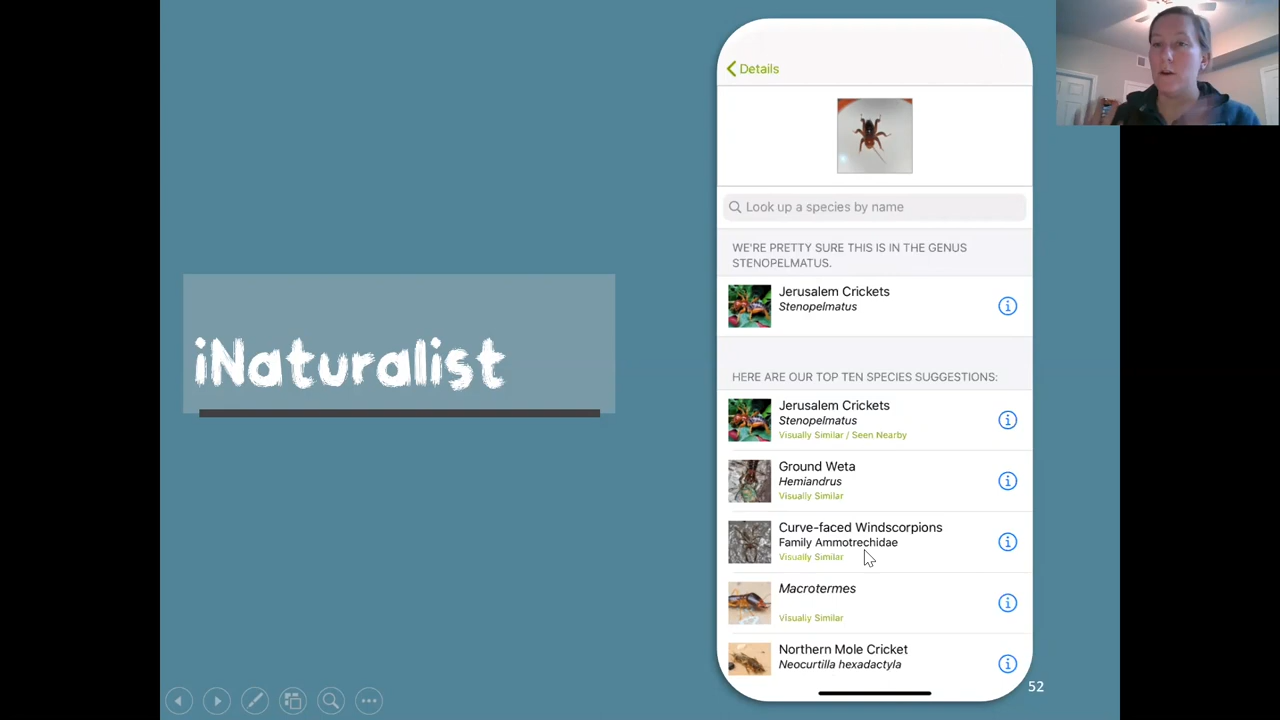 iNaturalist
Details
Look up a species by name
WE'RE PRETTY SURE THIS IS IN THE GENUS
STENOPELMATUS.
Jerusalem Crickets
Stenopelmatus
HERE ARE OUR TOP TEN SPECIES SUGGESTIONS:
Jerusalem Crickets
Stenopelmatus
Visually Similar / Seen Nearby
Ground Weta
Hemiandrus
Visually Similar
Curve-faced Windscorpions
Family Ammotrechidae
Visually Similar
Macrotermes
Visually Similar
Northern Mole Cricket
Neocurtilla hexadactyla
52